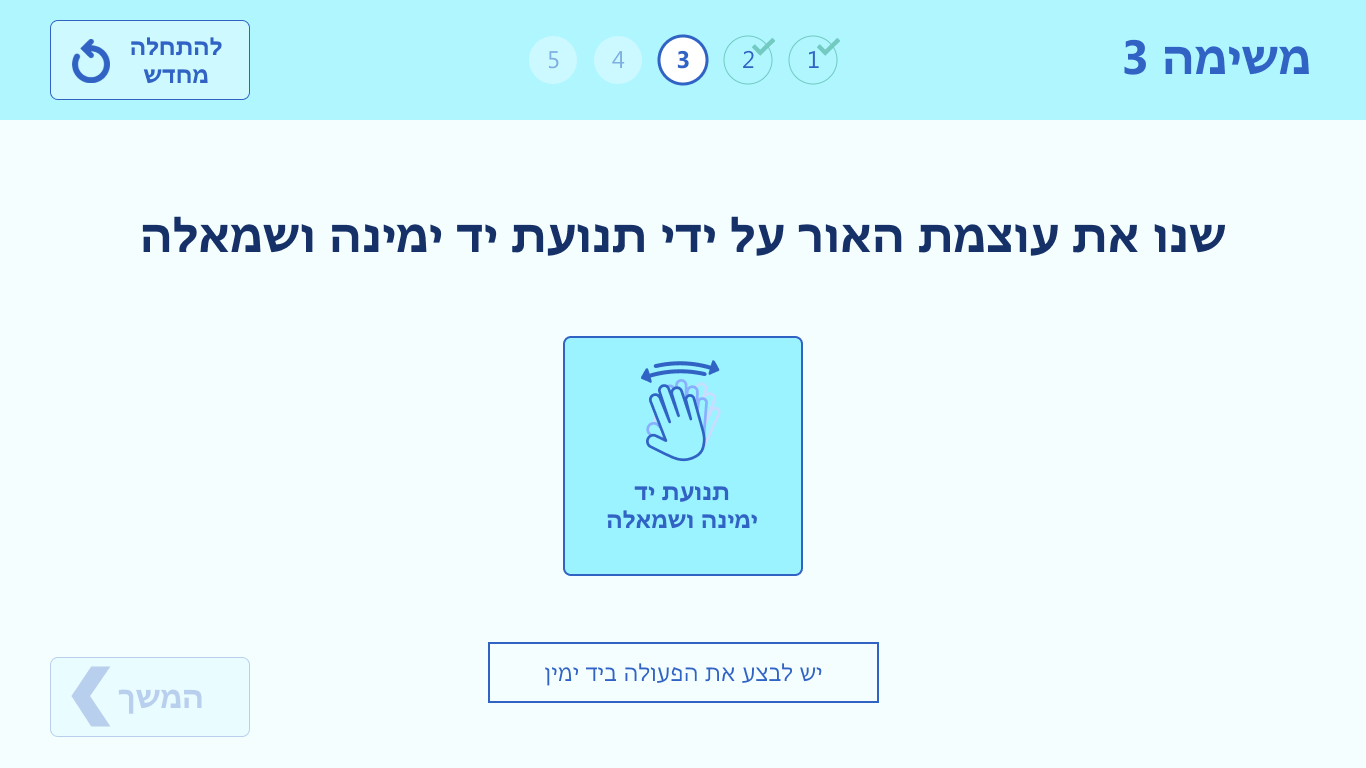 משימה 3
1
2
3
4
5
להתחלה
מחדש
שנו את עוצמת האור על ידי תנועת יד ימינה ושמאלה
תנועת יד
ימינה ושמאלה
יש לבצע את הפעולה ביד ימין
המשך